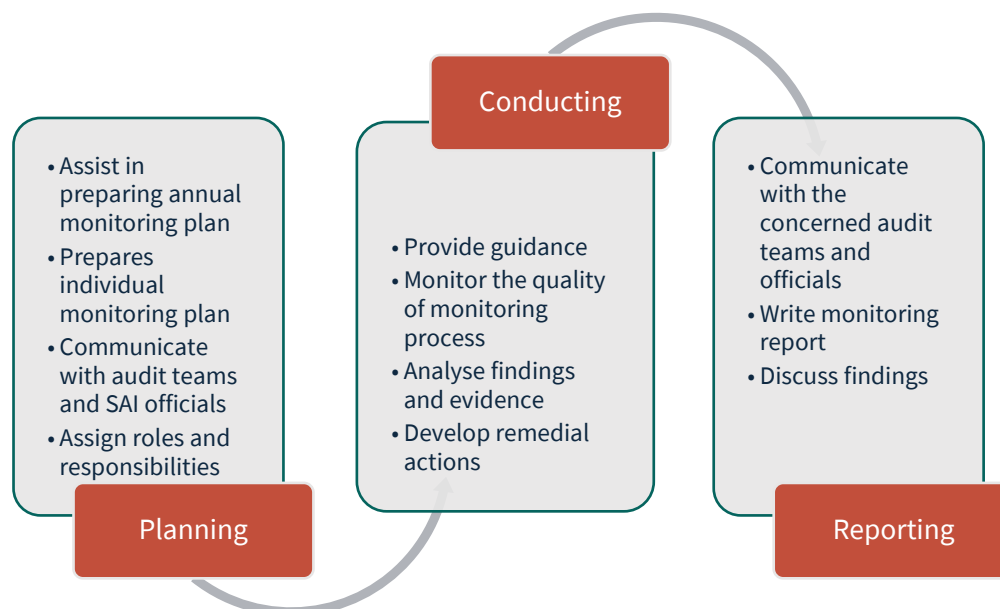 • Assist in
preparing annual
monitoring plan
• Prepares
individual
monitoring plan
• Communicate
with audit teams
and SAI officials
• Assign roles and
responsibilities
Planning
Conducting
• Provide guidance
• Monitor the quality
of monitoring
process
• Analyse findings
and evidence
• Develop remedial
actions
• Communicate
with the
concerned audit
teams and
officials
• Write monitoring
report
• Discuss findings
Reporting